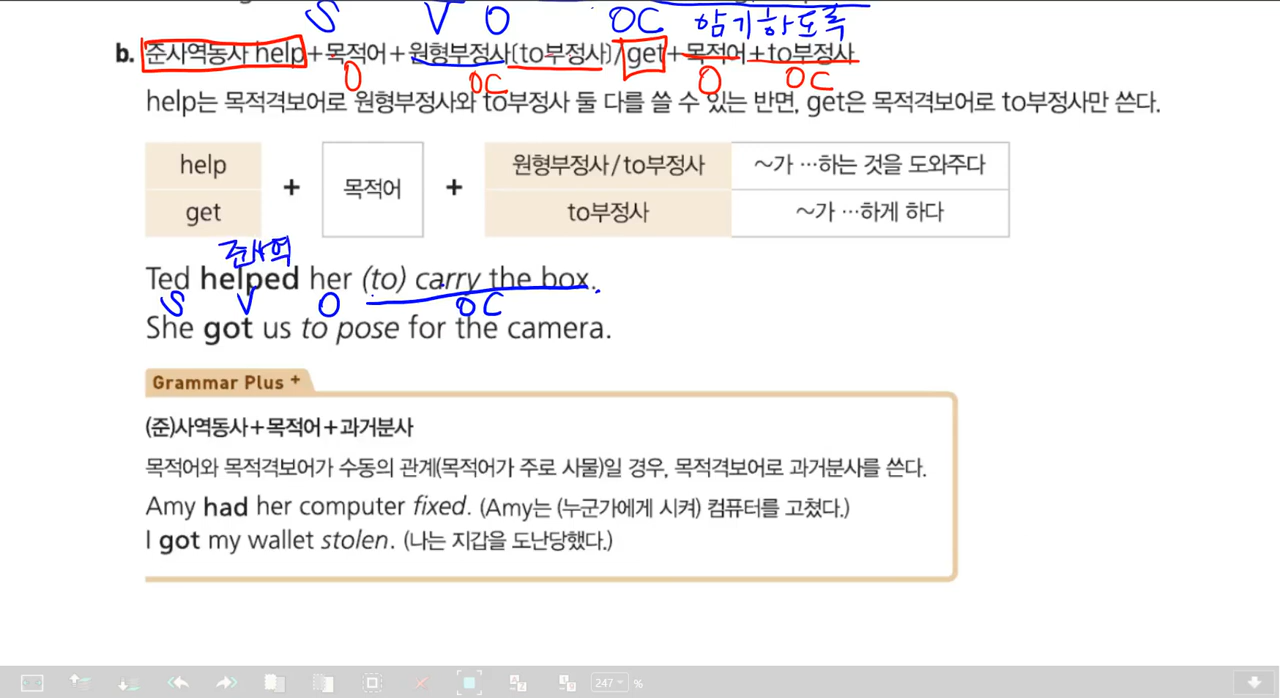 S V O OC 암기하도록
b. 준사역동사 help+목적어+원형부정사(to부정사)/get+목적어+to부정사
O OC O OC
help는 목적격보어로 원형부정사와 to부정사 둘 다를 쓸 수 있는 반면, get은 목적격보어로 to부정사만 쓴다.
help + 목적어 + 원형부정사/to부정사 ~가 …하는 것을 도와주다
get to부정사 ~가 …하게 하다
준사역
Ted helped her (to) carry the box.
S V O OC
She got us to pose for the camera.
Grammar Plus +
(준)사역동사+목적어+과거분사
목적어와 목적격보어가 수동의 관계(목적어가 주로 사물)일 경우, 목적격보어로 과거분사를 쓴다.
Amy had her computer fixed. (Amy는 (누군가에게 시켜) 컴퓨터를 고쳤다.)
I got my wallet stolen. (나는 지갑을 도난당했다.)
247 %